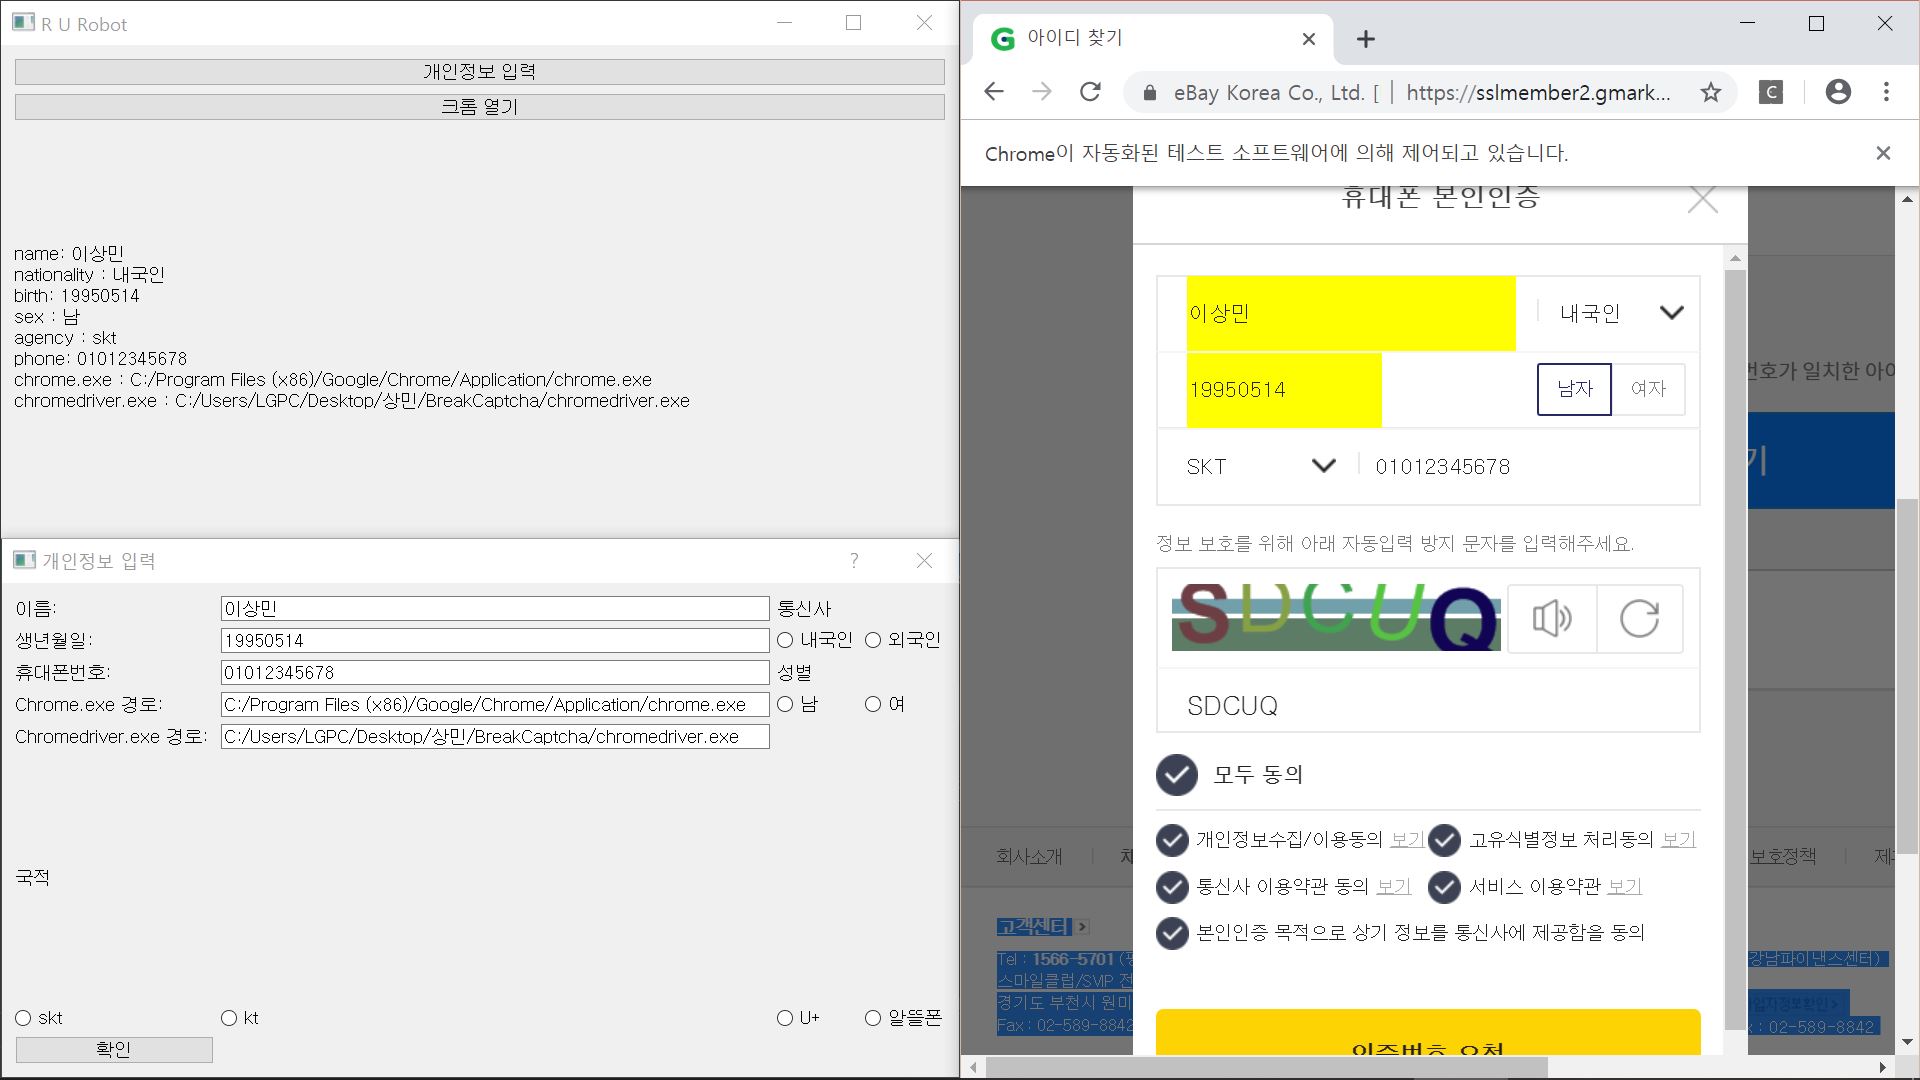 R U Robot
개인정보 입력
크롬 열기
name: 이상민
nationality : 내국인
birth: 19950514
sex : 남
agency : skt
phone: 01012345678
chrome.exe : C:/Program Files (x86)/Google/Chrome/Application/chrome.exe
chromedriver.exe : C:/Users/LGPC/Desktop/상민/BreakCaptcha/chromedriver.exe
개인정보 입력
?
이름: 이상민 통신사
생년월일: 19950514 내국인 외국인
휴대폰번호: 01012345678 성별
Chrome.exe 경로: C:/Program Files (x86)/Google/Chrome/Application/chrome.exe 남 여
Chromedriver.exe 경로: C:/Users/LGPC/Desktop/상민/BreakCaptcha/chromedriver.exe
국적
skt kt U+ 알뜰폰
확인
아이디 찾기
eBay Korea Co., Ltd. [ | https://sslmember2.gmark...
C
Chrome이 자동화된 테스트 소프트웨어에 의해 제어되고 있습니다.
휴대폰 본인인증
이상민 내국인
19950514 남자 여자
SKT 01012345678
정보 보호를 위해 아래 자동입력 방지 문자를 입력해주세요.
SDCUQ
SDCUQ
모두 동의
개인정보수집/이용동의 보기 고유식별정보 처리동의 보기
통신사 이용약관 동의 보기 서비스 이용약관 보기
본인인증 목적으로 상기 정보를 통신사에 제공함을 동의
인증번호 요청
번호가 일치한 아이
기
회사소개
보호정책
고객센터
Tel : 1566-5701
스마일클럽/SVIP 전
경기도 부천시 원미
Fax : 02-589-8842
강남파이낸스센터)
사업자정보확인 >
x : 02-589-8842